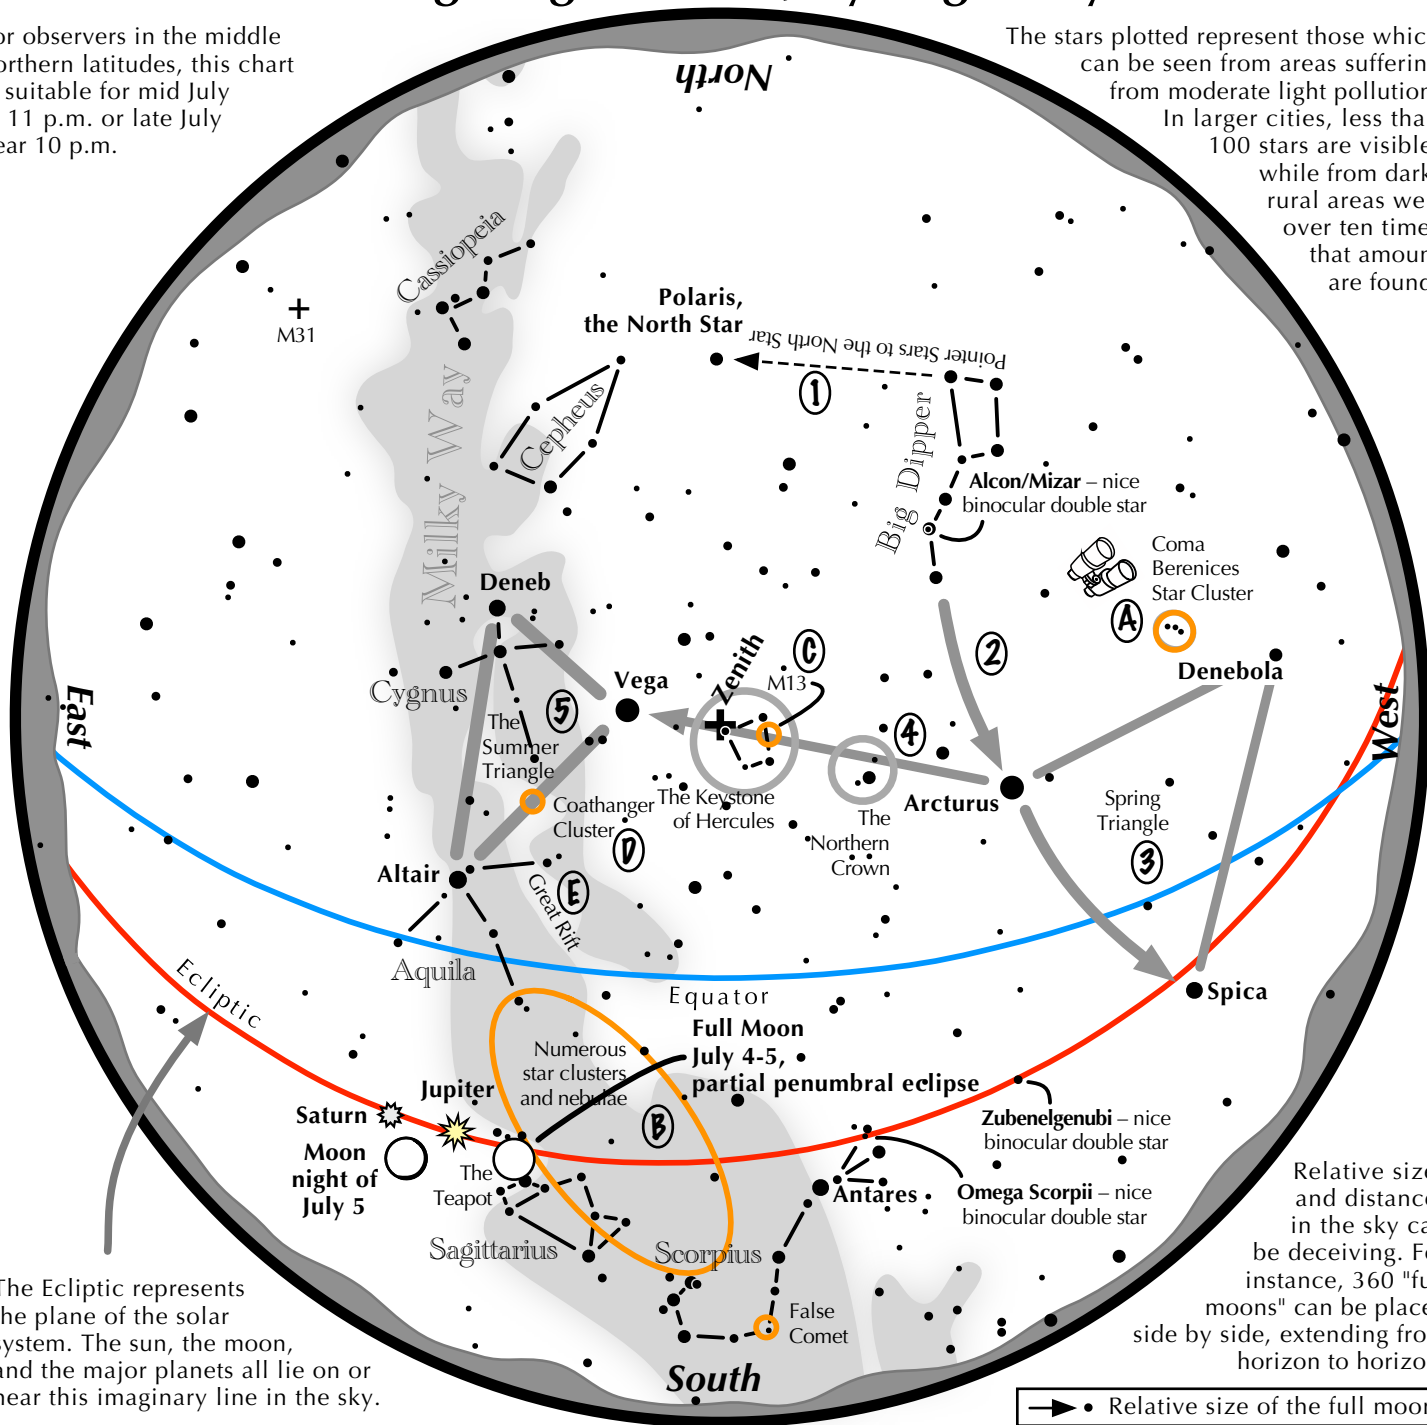 or observers in the middle
orthern latitudes, this chart
suitable for mid July
11 p.m. or late July
ear 10 p.m.
The stars plotted represent those whic
can be seen from areas sufferin
from moderate light pollution
In larger cities, less tha
100 stars are visible
while from dark
rural areas we
over ten time
that amoun
are found
North
Cassiopeia
M31
Polaris,
the North Star
Pointer Stars to the North Star
1
Cepheus
Milky Way
Big Dipper
Alcon/Mizar – nice
binocular double star
Coma
Berenices
Star Cluster
A
Denebola
Deneb
Cygnus
Vega
5
The
Summer
Triangle
Zenith
C
M13
2
4
East
West
Coathanger
Cluster
D
The Keystone
of Hercules
The
Northern
Crown
Arcturus
Spring
Triangle
3
Altair
E
Great Rift
Aquila
Ecliptic
Equator
Spica
Full Moon
July 4-5,
partial penumbral eclipse
Numerous
star clusters
and nebulae
B
Jupiter
Saturn
Moon
night of
July 5
The
Teapot
Zubenelgenubi – nice
binocular double star
Antares
Omega Scorpii – nice
binocular double star
Sagittarius
Scorpius
False
Comet
South
The Ecliptic represents
the plane of the solar
system. The sun, the moon,
and the major planets all lie on or
near this imaginary line in the sky.
Relative size
and distance
in the sky ca
be deceiving. Fo
instance, 360 "fu
moons" can be place
side by side, extending fro
horizon to horizo
Relative size of the full moon